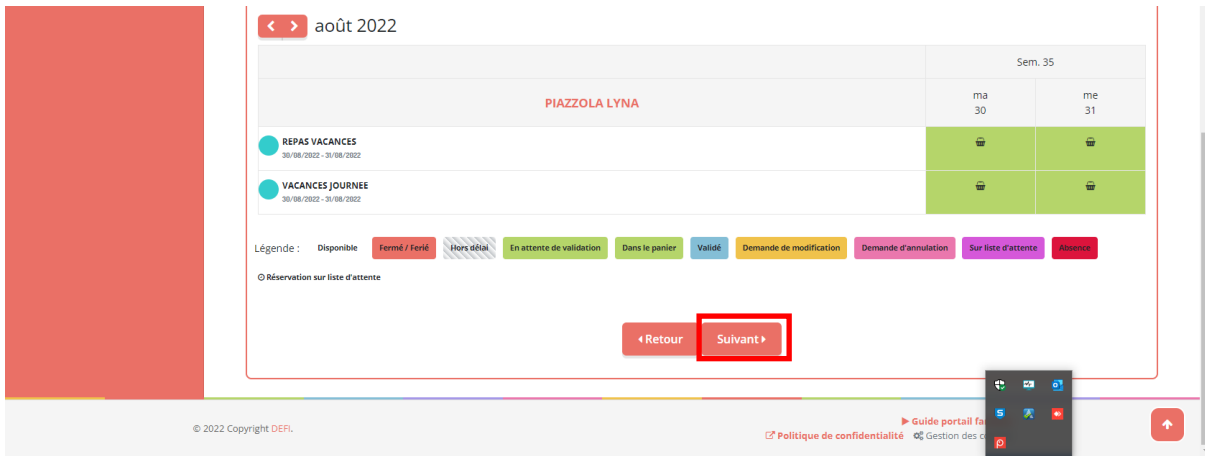 août 2022
Sem. 35
PIAZZOLA LYNA
ma
30
me
31
REPAS VACANCES
30/08/2022 - 31/08/2022
VACANCES JOURNEE
30/08/2022 - 31/08/2022
Légende : Disponible Fermé / Ferié Hors délai En attente de validation Dans le panier Validé Demande de modification Demande d'annulation Sur liste d'attente Absence
Réservation sur liste d'attente
Retour Suivant
Guide portail fa
© 2022 Copyright DEFI.
Politique de confidentialité Gestion des